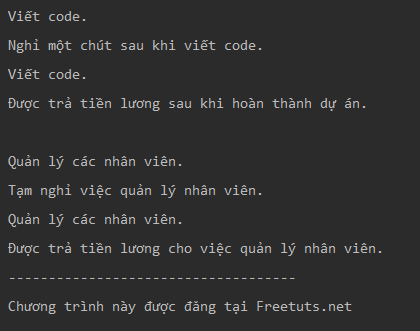 Viết code.
Nghỉ một chút sau khi viết code.
Viết code.
Được trả tiền lương sau khi hoàn thành dự án.
Quản lý các nhân viên.
Tạm nghỉ việc quản lý nhân viên.
Quản lý các nhân viên.
Được trả tiền lương cho việc quản lý nhân viên.
------------------------------------
Chương trình này được đăng tại Freetuts.net